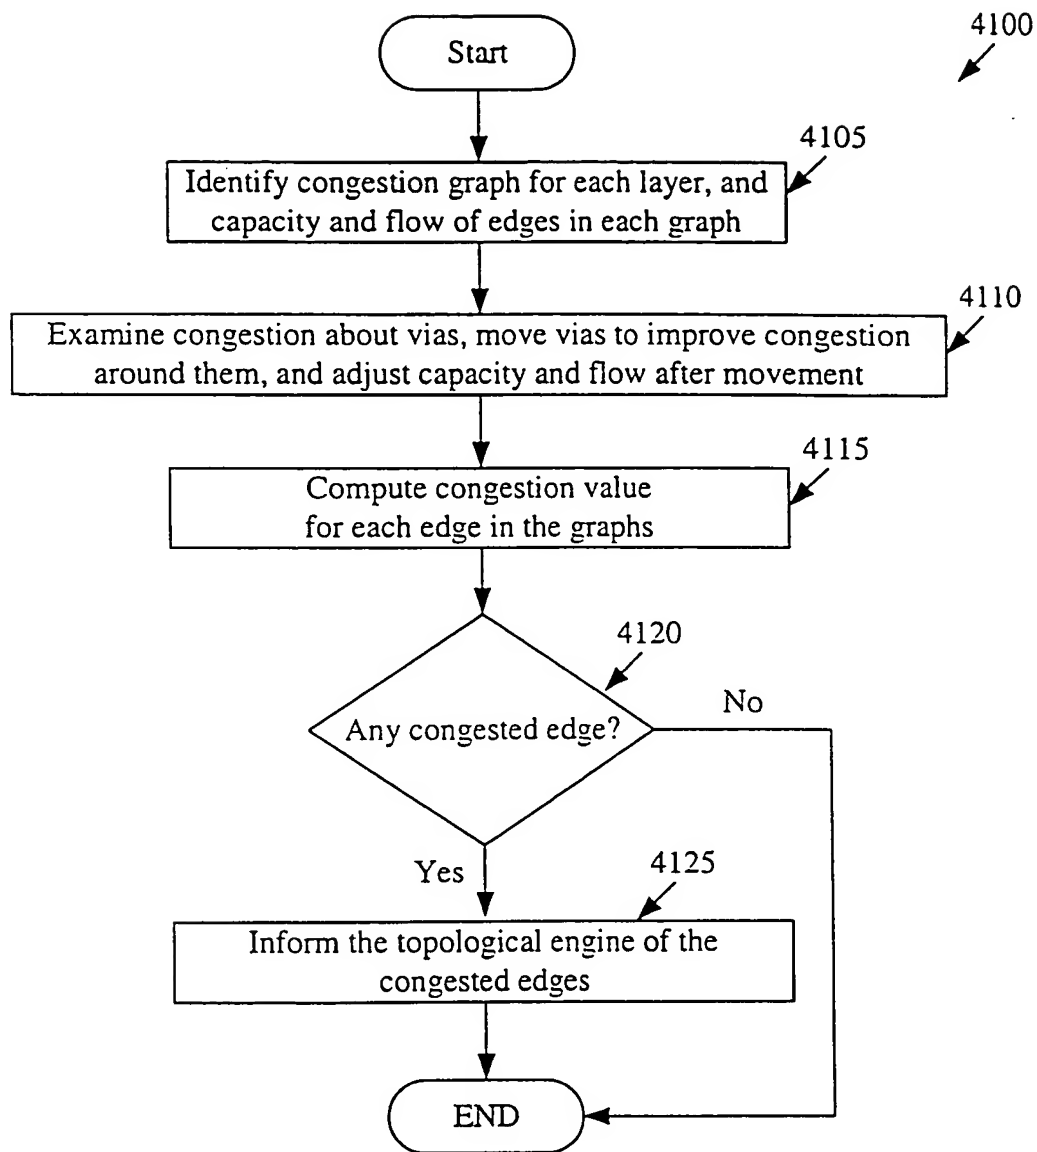 4100
Start
4105
Identify congestion graph for each layer, and
capacity and flow of edges in each graph
4110
Examine congestion about vias, move vias to improve congestion
around them, and adjust capacity and flow after movement
4115
Compute congestion value
for each edge in the graphs
4120
Any congested edge?
No
Yes
4125
Inform the topological engine of the
congested edges
END